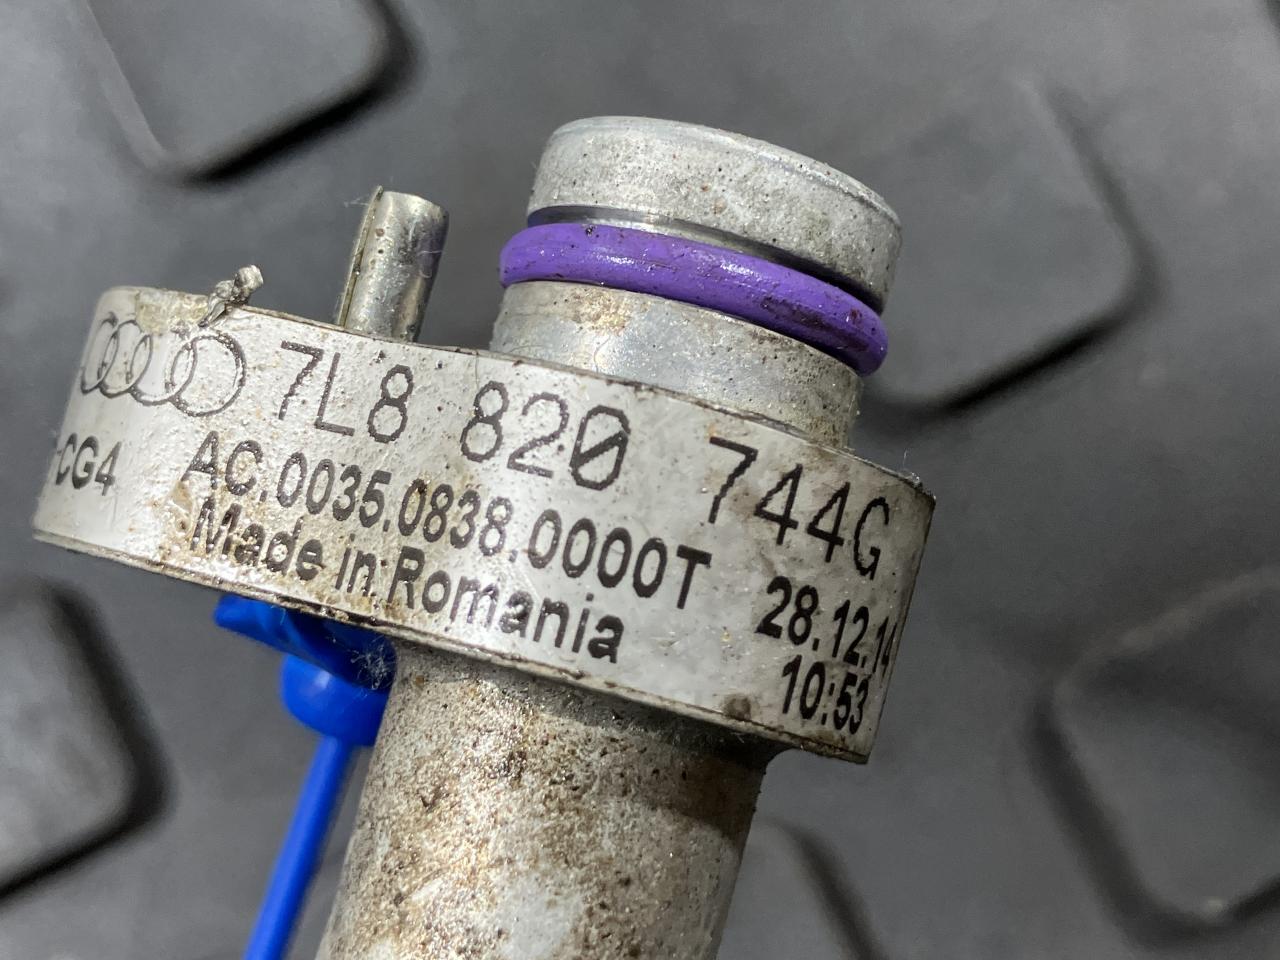 7L8 820 744G
-CG4
AC.0035.0838.0000T
Made in Romania
28.12.14
10:53